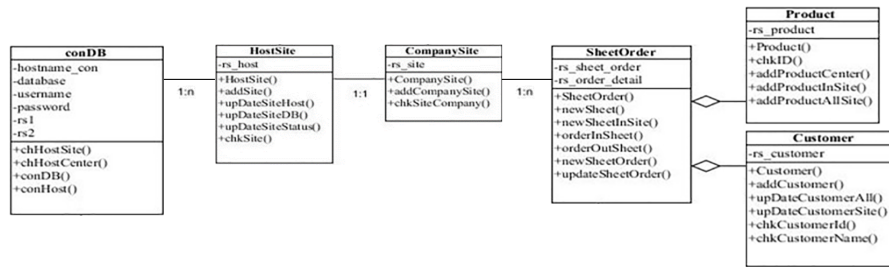 conDB
-hostname_con
-database
-username
-password
-rs1
-rs2
+chHostSite()
+chHostCenter()
+conDB()
+conHost()
1:n
HostSite
-rs_host
+HostSite()
+addSite()
+upDateSiteHost()
+upDateSiteDB()
+upDateSiteStatus()
+chkSite()
1:1
CompanySite
-rs_site
+CompanySite()
+addCompanySite()
+chkSiteCompany()
1:n
SheetOrder
-rs_sheet_order
-rs_order_detail
+SheetOrder()
+newSheet()
+newSheetInSite()
+orderInSheet()
+orderOutSheet()
+newSheetOrder()
+updateSheetOrder()
Product
-rs_product
+Product()
+chkID()
+addProductCenter()
+addProductInSite()
+addProductAllSite()
Customer
-rs_customer
+Customer()
+addCustomer()
+upDateCustomerAll()
+upDateCustomerSite()
+chkCustomerId()
+chkCustomerName()